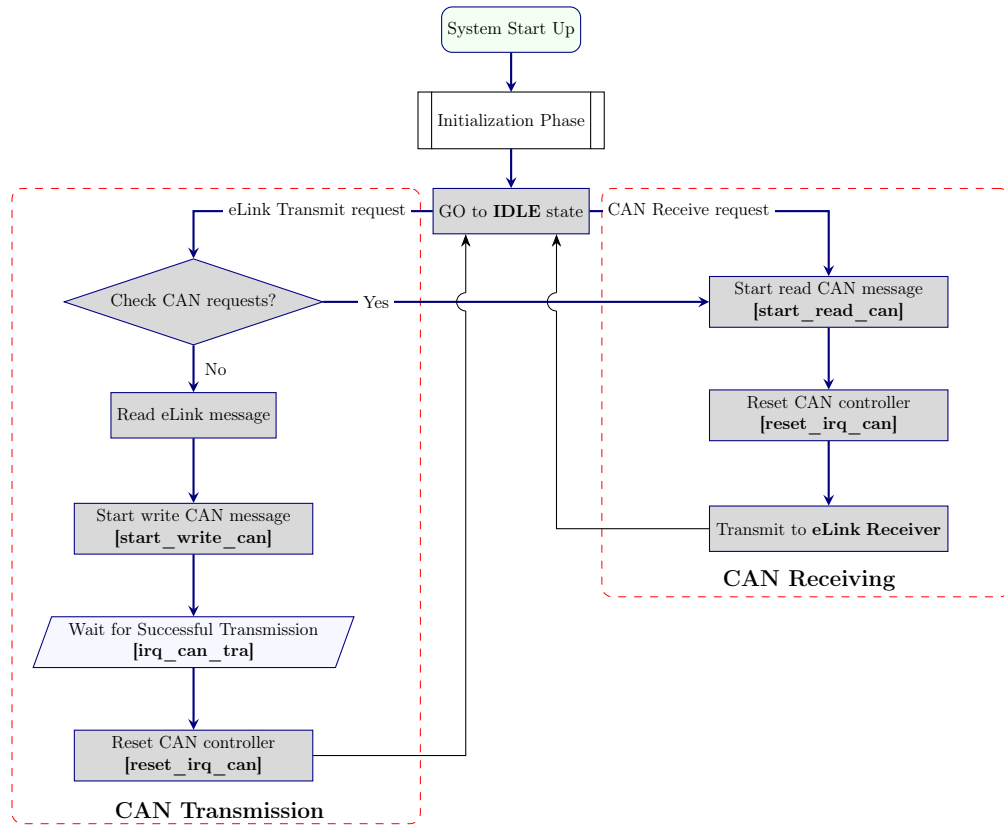 System Start Up
Initialization Phase
GO to IDLE state
eLink Transmit request
CAN Receive request
Check CAN requests?
Yes
No
Start read CAN message
[start_read_can]
Read eLink message
Reset CAN controller
[reset_irq_can]
Start write CAN message
[start_write_can]
Transmit to eLink Receiver
CAN Receiving
Wait for Successful Transmission
[irq_can_tra]
Reset CAN controller
[reset_irq_can]
CAN Transmission